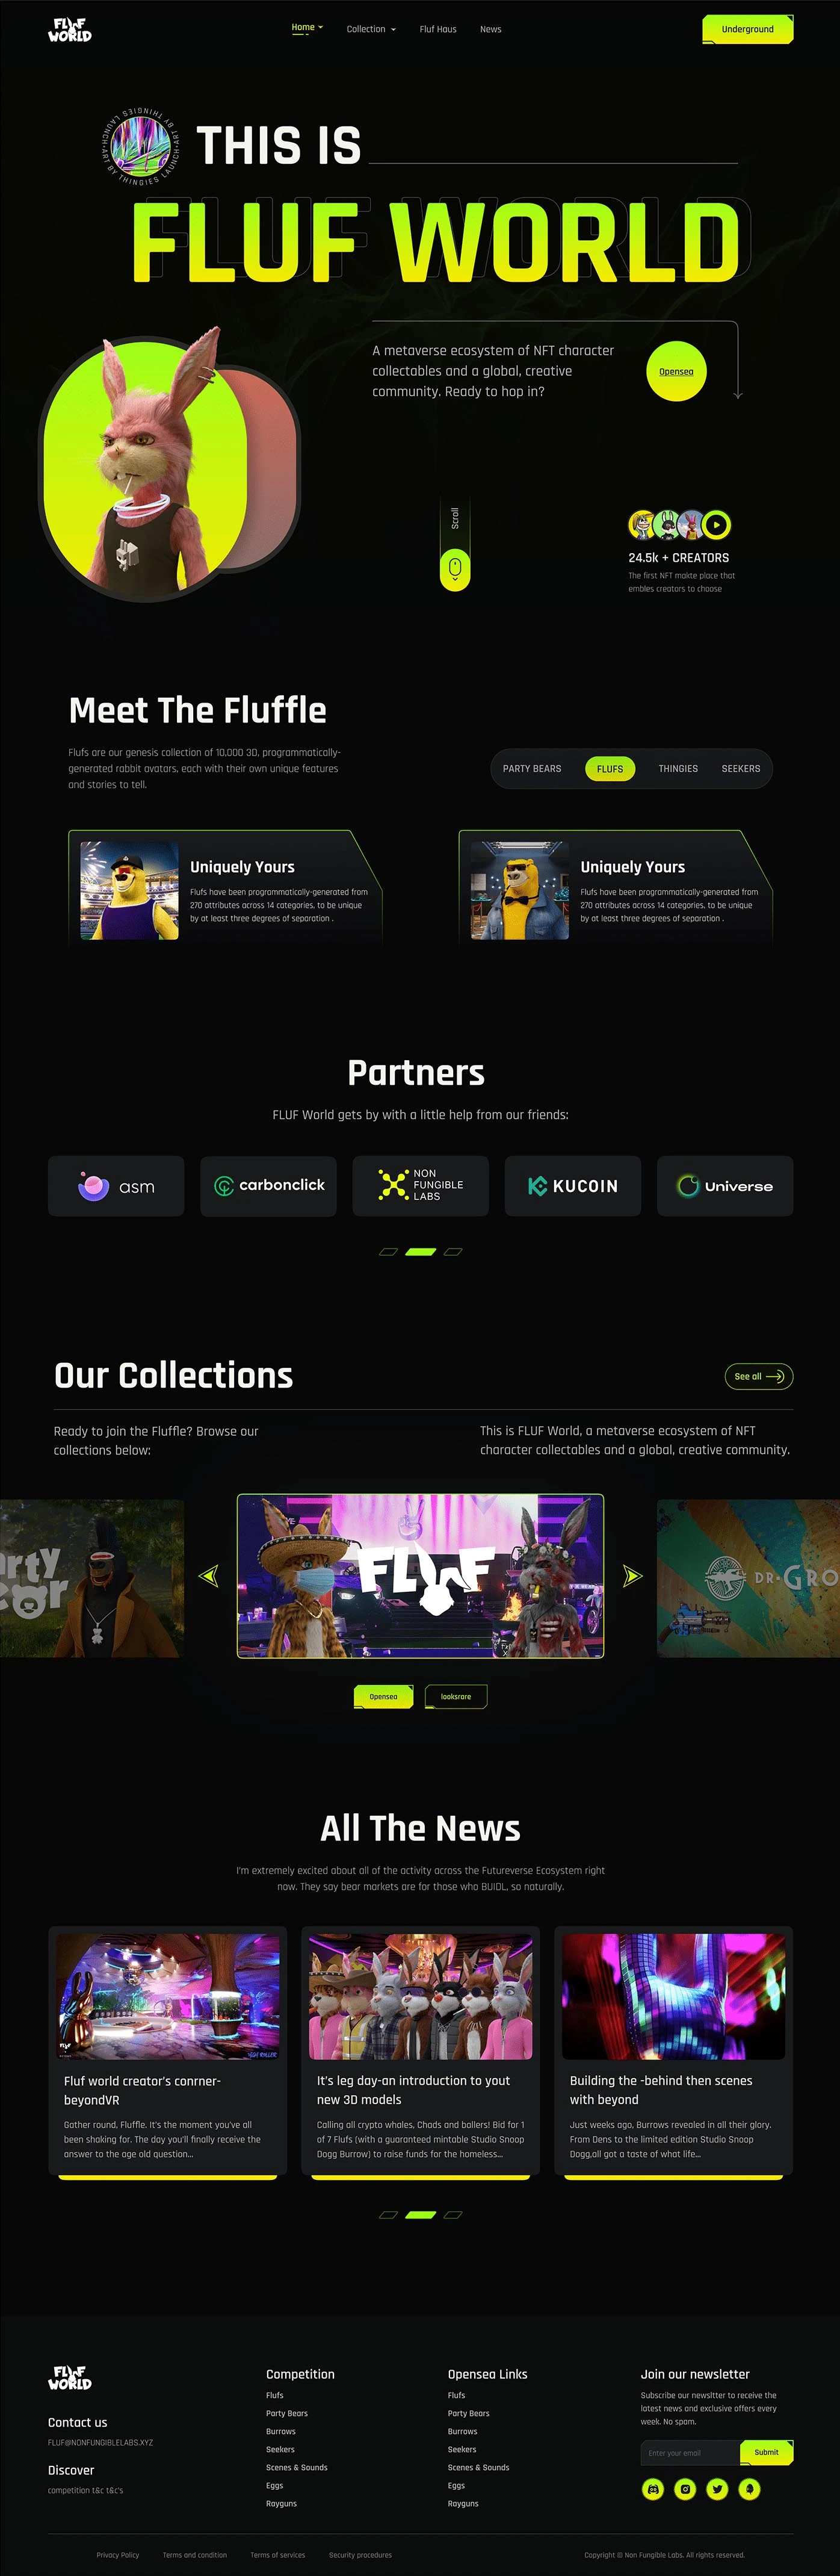 FLUF
WORLD
Home
Collection
Fluf Haus
News
Underground
ART BY THINGIES LAUNCH
THIS IS
FLUF WORLD
A metaverse ecosystem of NFT character
collectables and a global, creative
community. Ready to hop in?
Opensea
Scroll
24.5k + CREATORS
The first NFT makte place that
embles creators to choose
Meet The Fluffle
Flufs are our genesis collection of 10,000 3D, programmatically-
generated rabbit avatars, each with their own unique features
and stories to tell.
PARTY BEARS
FLUFS
THINGIES
SEEKERS
Uniquely Yours
Flufs have been programmatically-generated from
270 attributes across 14 categories, to be unique
by at least three degrees of separation .
Uniquely Yours
Flufs have been programmatically-generated from
270 attributes across 14 categories, to be unique
by at least three degrees of separation .
Partners
FLUF World gets by with a little help from our friends:
asm
carbonclick
NON
FUNGIBLE
LABS
KUCOIN
Universe
Our Collections
See all
Ready to join the Fluffle? Browse our
collections below:
This is FLUF World, a metaverse ecosystem of NFT
character collectables and a global, creative community.
FLUF
DR.GRO
Opensea
looksrare
All The News
I'm extremely excited about all of the activity across the Futureverse Ecosystem right
now. They say bear markets are for those who BUIDL, so naturally.
Fluf world creator's conrner-
beyondVR
Gather round, Fluffle. It's the moment you've all
been shaking for. The day you'll finally receive the
answer to the age old question...
It's leg day-an introduction to yout
new 3D models
Calling all crypto whales, Chads and ballers! Bid for 1
of 7 Flufs (with a guaranteed mintable Studio Snoop
Dogg Burrow) to raise funds for the homeless...
Building the -behind then scenes
with beyond
Just weeks ago, Burrows revealed in all their glory.
From Dens to the limited edition Studio Snoop
Dogg,all got a taste of what life...
FLUF
WORLD
Contact us
FLUF@NONFUNGIBLELABS.XYZ
Discover
competition t&c t&c's
Competition
Flufs
Party Bears
Burrows
Seekers
Scenes & Sounds
Eggs
Rayguns
Opensea Links
Flufs
Party Bears
Burrows
Seekers
Scenes & Sounds
Eggs
Rayguns
Join our newsletter
Subscribe our newsltter to receive the
latest news and exclusive offers every
week. No spam.
Enter your email
Submit
Privacy Policy
Terms and condition
Terms of services
Security procedures
Copyright © Non Fungible Labs. All rights reserved.